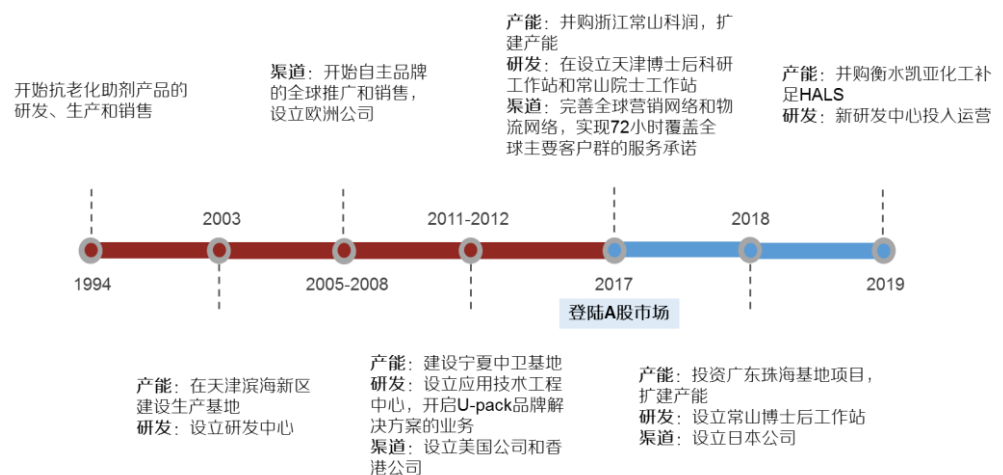 开始抗老化助剂产品的
研发、生产和销售
渠道：开始自主品牌
的全球推广和销售，
设立欧洲公司
产能：并购浙江常山科润，扩
建产能
研发：在设立天津博士后科研
工作站和常山院士工作站
渠道：完善全球营销网络和物
流网络，实现72小时覆盖全
球主要客户群的服务承诺
产能：并购衡水凯亚化工补
足HALS
研发：新研发中心投入运营
2003
2011-2012
2018
1994
2005-2008
2017
2019
登陆A股市场
产能：在天津滨海新区
建设生产基地
研发：设立研发中心
产能：建设宁夏中卫基地
研发：设立应用技术工程
中心，开启U-pack品牌解
决方案的业务
渠道：设立美国公司和香
港公司
产能：投资广东珠海基地项目，
扩建产能
研发：设立常山博士后工作站
渠道：设立日本公司